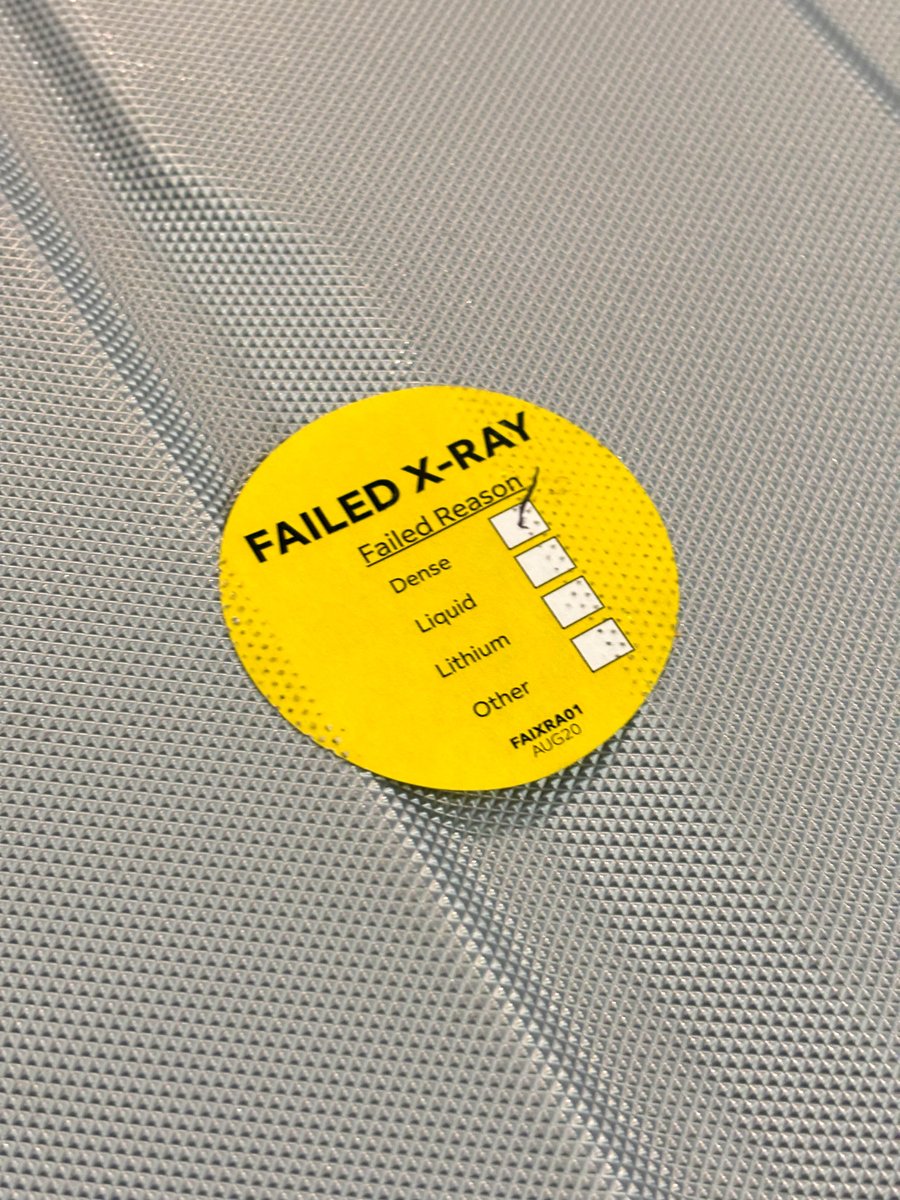 FAILED X-RAY
Failed Reason
Dense
Liquid
Lithium
Other
FAIXRA01
AUG20